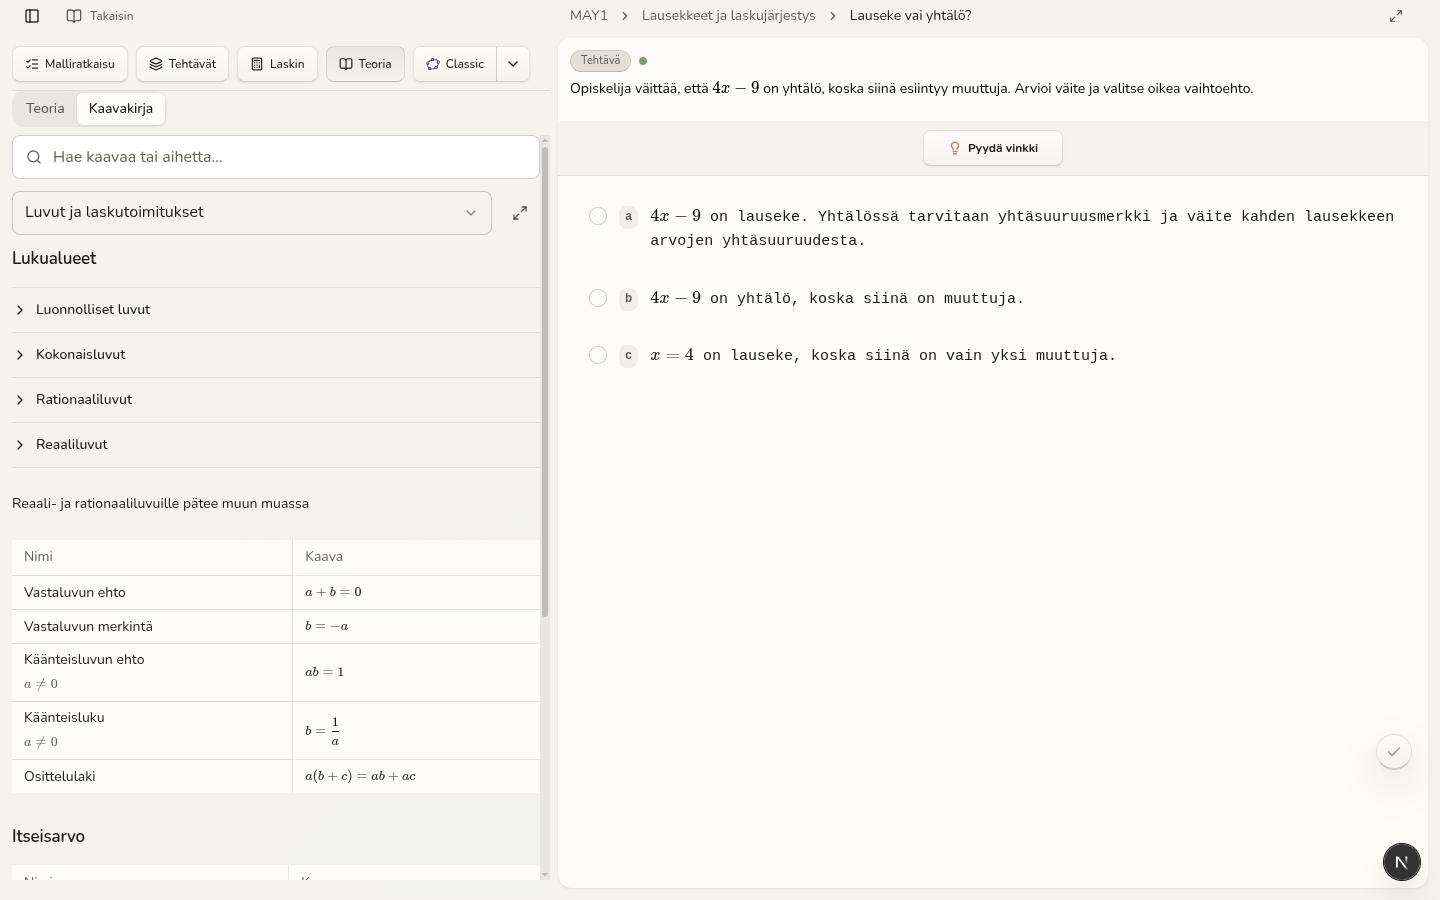 Takaisin
MAY1 > Lausekkeet ja laskujärjestys > Lauseke vai yhtälö?
Malliratkaisu
Tehtävät
Laskin
Teoria
Classic
Teoria
Kaavakirja
Hae kaavaa tai aihetta...
Luvut ja laskutoimitukset
Lukualueet
Luonnolliset luvut
Kokonaisluvut
Rationaaliluvut
Reaaliluvut
Reaali- ja rationaaliluvuille pätee muun muassa
Nimi Kaava
Vastaluvun ehto a + b = 0
Vastaluvun merkintä b = −a
Käänteisluvun ehto
a ≠ 0
ab = 1
Käänteisluku
a ≠ 0
b = 1/a
Osittelulaki a(b + c) = ab + ac
Itseisarvo
Tehtävä
Opiskelija väittää, että 4x − 9 on yhtälö, koska siinä esiintyy muuttuja. Arvioi väite ja valitse oikea vaihtoehto.
Pyydä vinkki
a 4x − 9 on lauseke. Yhtälössä tarvitaan yhtäsuuruusmerkki ja väite kahden lausekkeen
arvojen yhtäsuuruudesta.
b 4x − 9 on yhtälö, koska siinä on muuttuja.
c x = 4 on lauseke, koska siinä on vain yksi muuttuja.
N